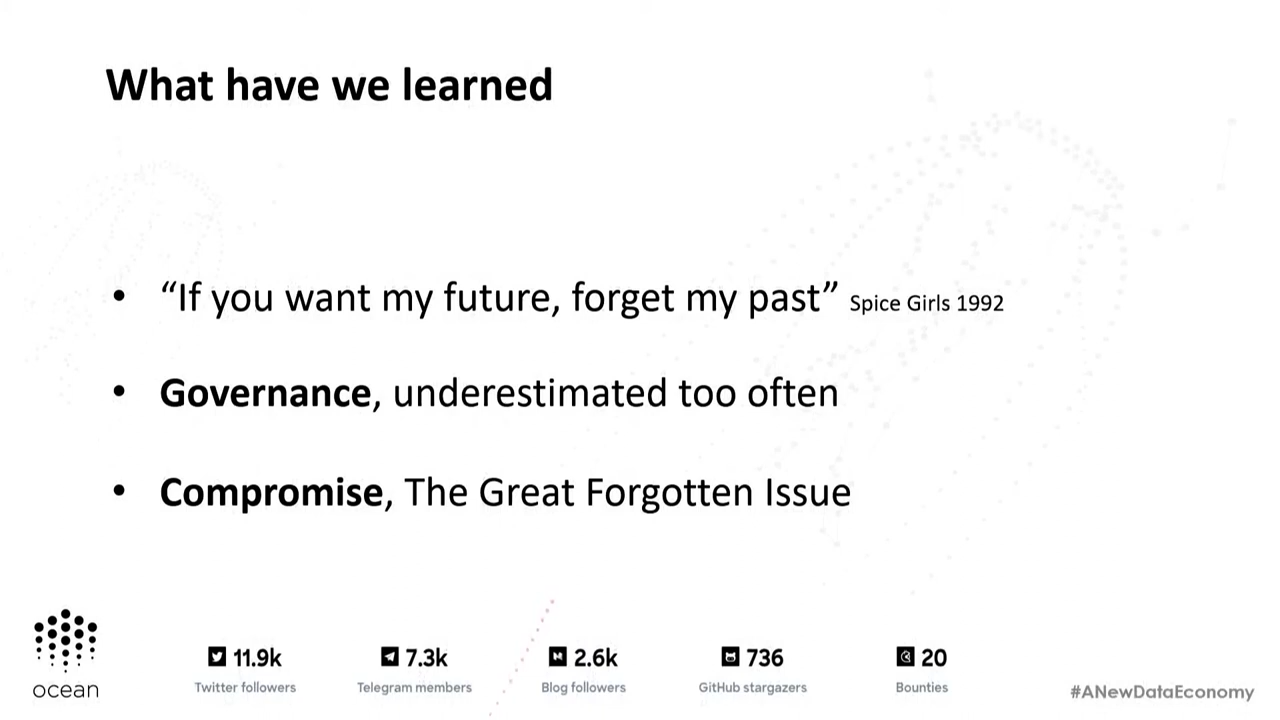 What have we learned
• “If you want my future, forget my past” Spice Girls 1992
• Governance, underestimated too often
• Compromise, The Great Forgotten Issue
ocean
11.9k
Twitter followers
7.3k
Telegram members
2.6k
Blog followers
736
GitHub stargazers
20
Bounties
#ANewDataEconomy